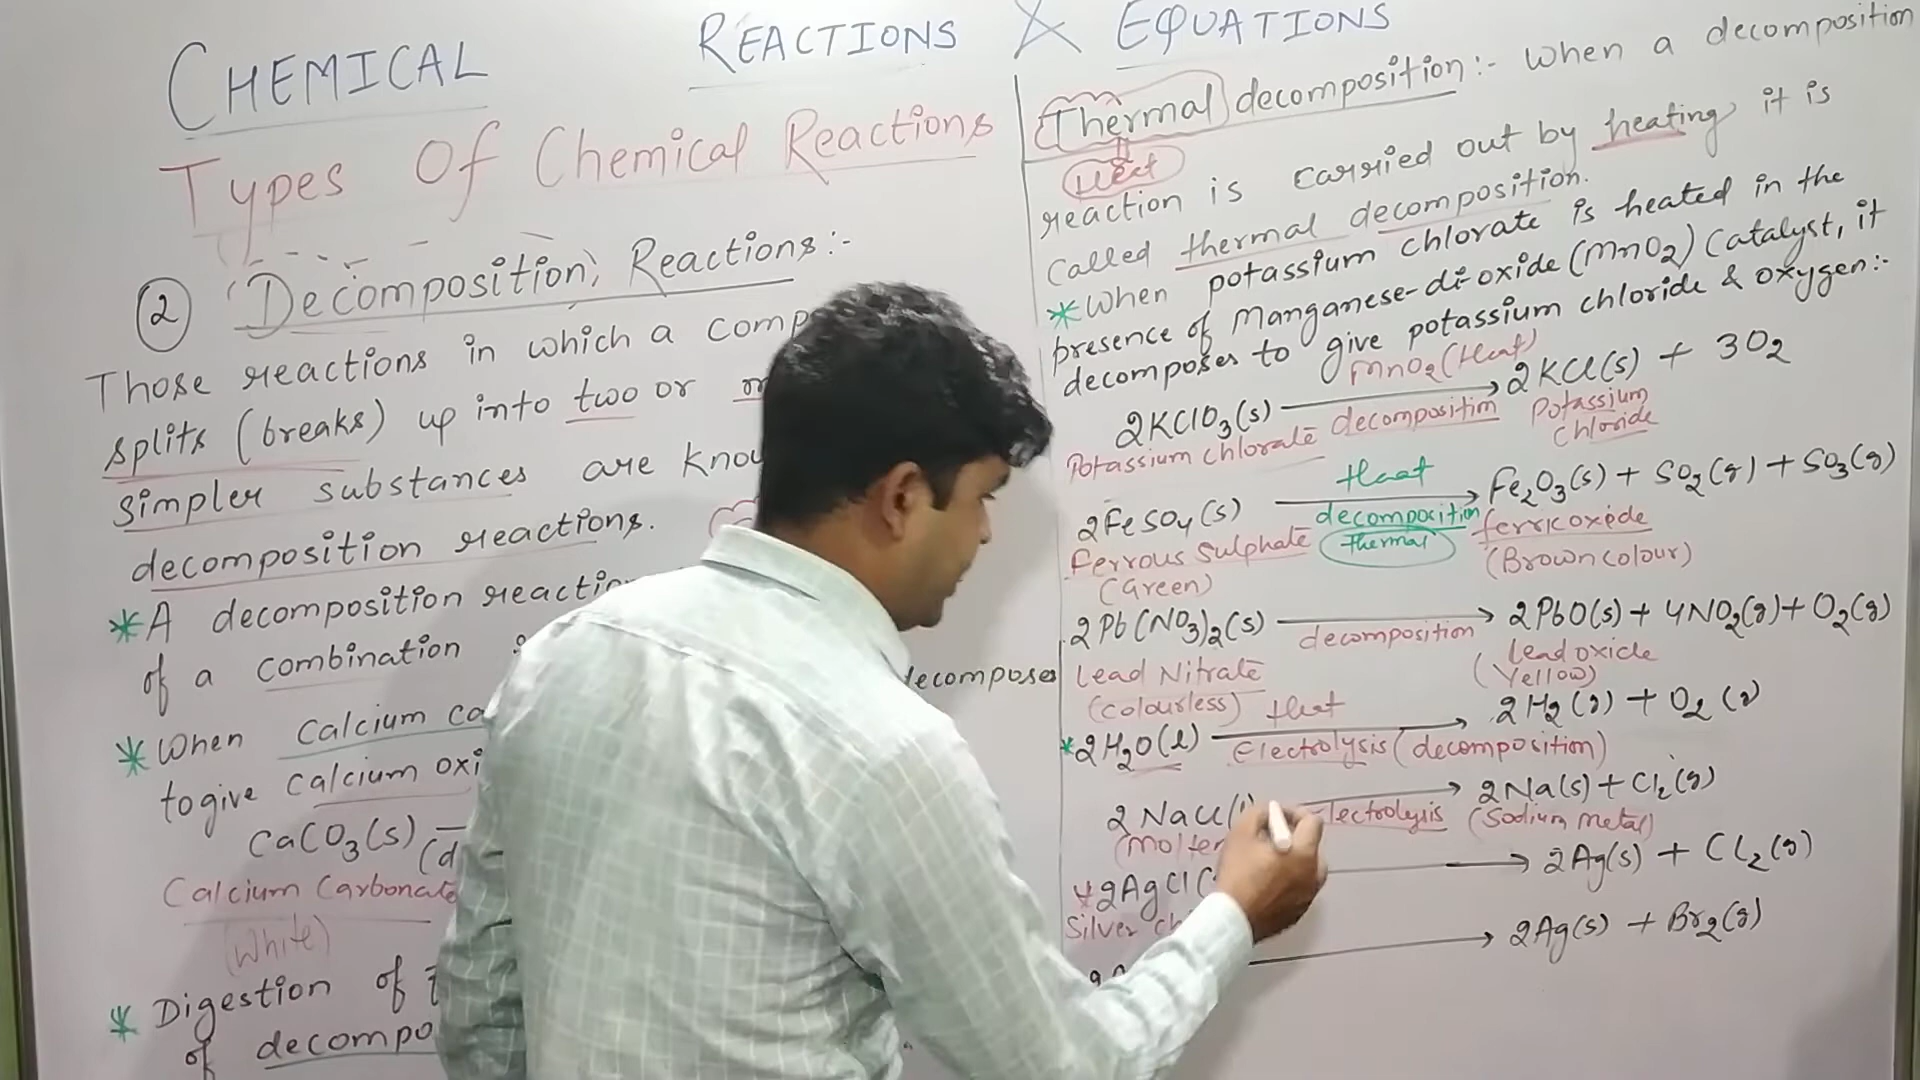 CHEMICAL REACTIONS & EQUATIONS
Types Of Chemical Reactions
② Decomposition Reactions:-
Those reactions in which a comp
splits (breaks) up into two or
simpler substances are know
decomposition reactions.
*A decomposition reaction
of a combination
*When calcium ca decomposes
to give calcium oxi
CaCO3(s)
(d
Calcium Carbonate
(White)
* Digestion of
of decompo
Thermal decomposition:- When a decomposition
Heat
reaction is carried out by heating it is
called thermal decomposition.
*When potassium chlorate is heated in the
presence of Manganese-di-oxide (MnO2) catalyst, it
decomposes to give potassium chloride & oxygen:-
MnO2 (Heat)
2KClO3(s) → 2KCl(s) + 3O2
Potassium chlorate decomposition Potassium
Chloride
Heat
2FeSO4(s) → Fe2O3(s) + SO2(g) + SO3(g)
Ferrous Sulphate decomposition ferric oxide
(Green) thermal (Brown colour)
2Pb(NO3)2(s) → 2PbO(s) + 4NO2(g) + O2(g)
decomposition
Lead Nitrate Lead oxide
(colourless) (Yellow)
Heat
*2H2O(l) → 2H2(g) + O2(g)
Electrolysis (decomposition)
2NaCl(l) → 2Na(s) + Cl2(g)
(molten Electrolysis (Sodium metal)
*2AgCl( → 2Ag(s) + Cl2(g)
Silver ch
→ 2Ag(s) + Br2(g)